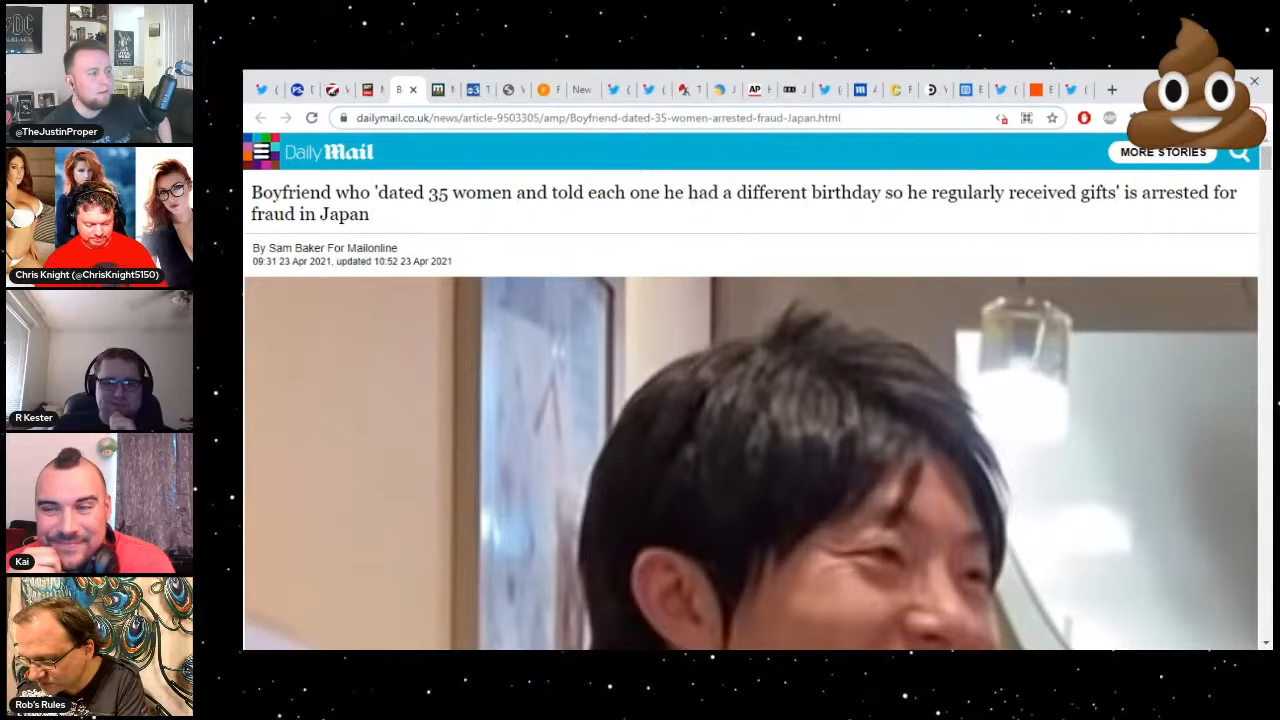 @TheJustinProper
Chris Knight (@ChrisKnight5150)
R Kester
Kai
Rob's Rules
New
AP
dailymail.co.uk/news/article-9503305/amp/Boyfriend-dated-35-women-arrested-fraud-Japan.html
Daily Mail
MORE STORIES
Boyfriend who 'dated 35 women and told each one he had a different birthday so he regularly received gifts' is arrested for
fraud in Japan
By Sam Baker For Mailonline
09:31 23 Apr 2021, updated 10:52 23 Apr 2021